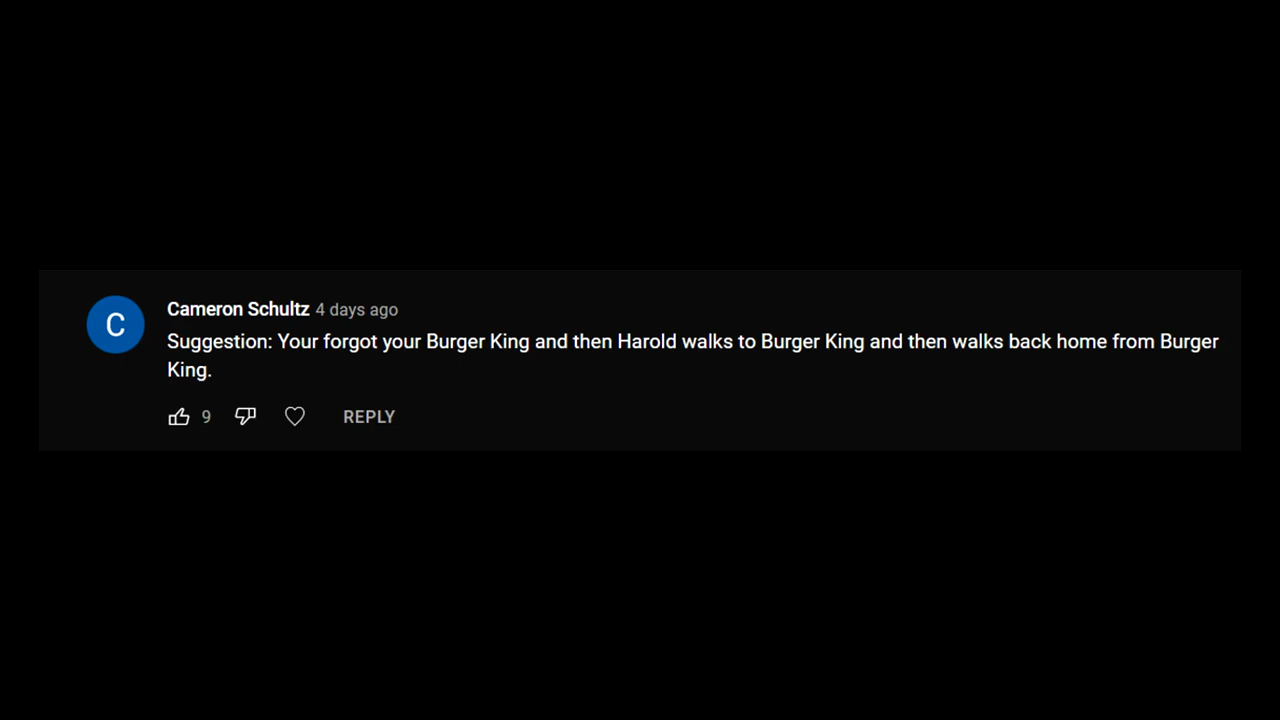 C
Cameron Schultz 4 days ago
Suggestion: Your forgot your Burger King and then Harold walks to Burger King and then walks back home from Burger
King.
9 REPLY